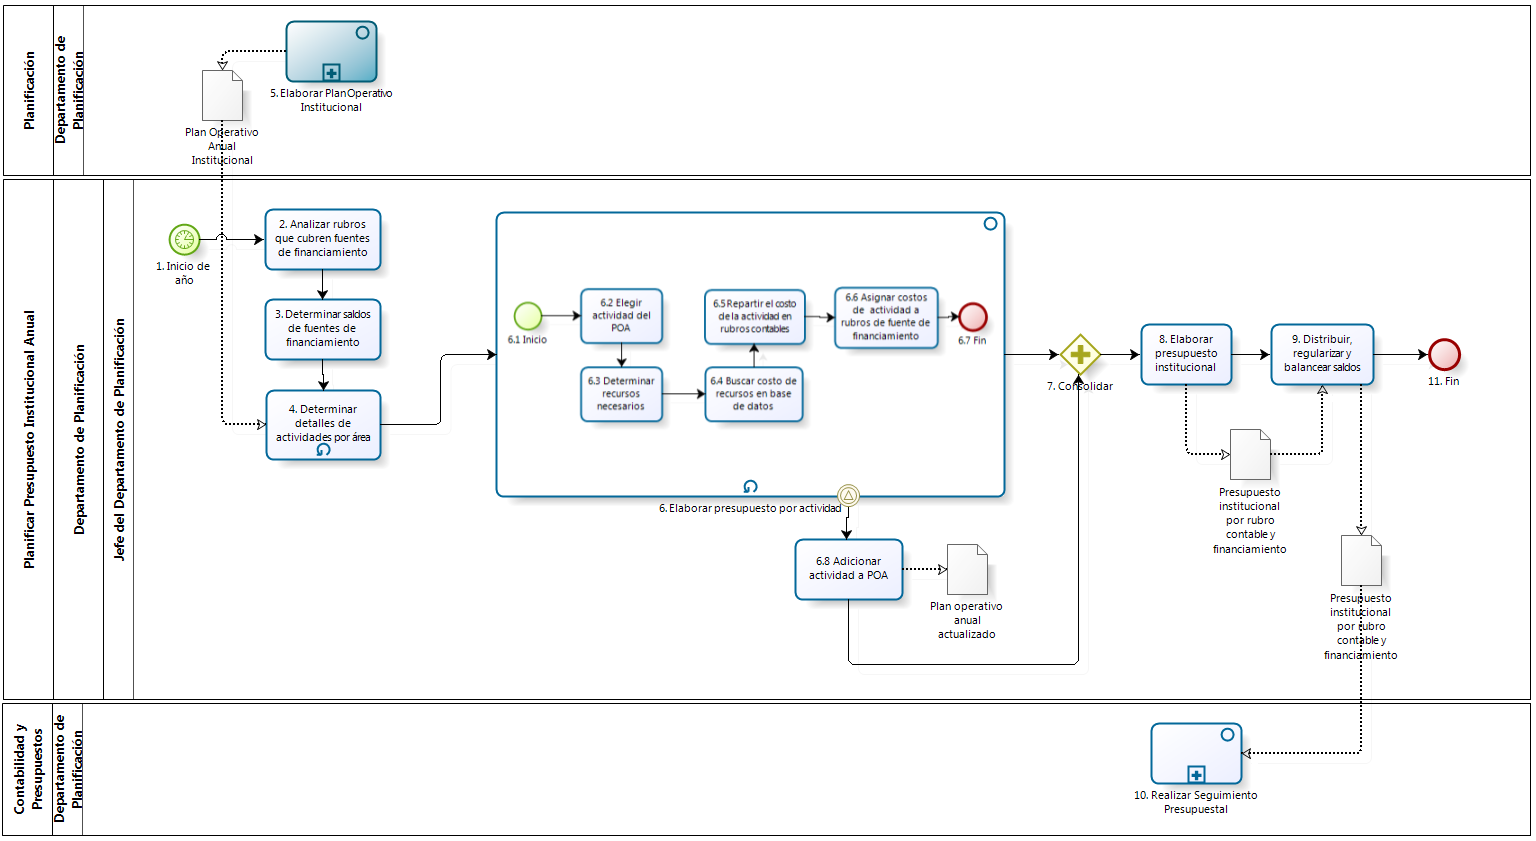 Planificación
Departamento de
Planificación
5. Elaborar Plan Operativo
Institucional
Plan Operativo
Anual
Institucional
Planificar Presupuesto Institucional Anual
Departamento de Planificación
Jefe del Departamento de Planificación
1. Inicio de
año
2. Analizar rubros
que cubren fuentes
de financiamiento
3. Determinar saldos
de fuentes de
financiamiento
4. Determinar
detalles de
actividades por área
6.1 Inicio
6.2 Elegir
actividad del
POA
6.3 Determinar
recursos
necesarios
6.4 Buscar costo de
recursos en base
de datos
6.5 Repartir el costo
de la actividad en
rubros contables
6.6 Asignar costos
de actividad a
rubros de fuente de
financiamiento
6.7 Fin
6. Elaborar presupuesto por actividad
6.8 Adicionar
actividad a POA
Plan operativo
anual
actualizado
7. Consolidar
8. Elaborar
presupuesto
institucional
9. Distribuir,
regularizar y
balancear saldos
11. Fin
Presupuesto
institucional
por rubro
contable y
financiamiento
Presupuesto
institucional
por rubro
contable y
financiamiento
Contabilidad y
Presupuestos
Departamento de
Planificación
10. Realizar Seguimiento
Presupuestal